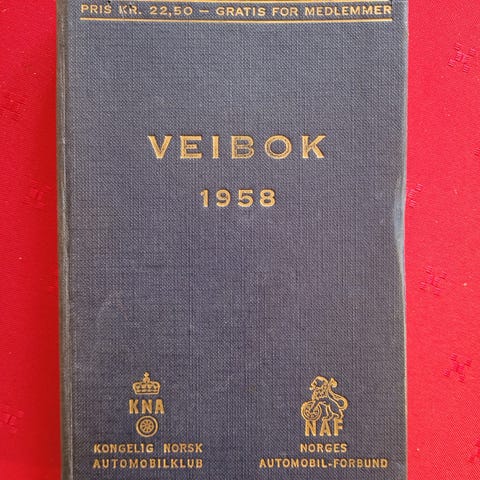 PRIS KR. 22,50 — GRATIS FOR MEDLEMMER
VEIBOK
1958
KNA
KONGELIG NORSK
AUTOMOBILKLUB
NAF
NORGES
AUTOMOBIL-FORBUND